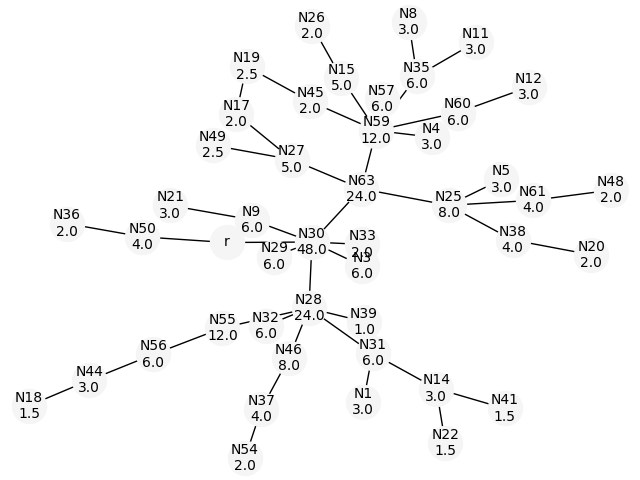 N26
2.0
N8
3.0
N11
3.0
N19
2.5
N15
5.0
N35
6.0
N12
3.0
N57
6.0
N45
2.0
N60
6.0
N17
2.0
N59
12.0
N4
3.0
N49
2.5
N27
5.0
N63
24.0
N5
3.0
N25
8.0
N61
4.0
N48
2.0
N21
3.0
N9
6.0
N36
2.0
N50
4.0
r
N30
48.0
N33
2.0
N38
4.0
N20
2.0
N29
6.0
N3
6.0
N28
24.0
N39
1.0
N32
6.0
N55
12.0
N31
6.0
N46
8.0
N56
6.0
N44
3.0
N14
3.0
N18
1.5
N37
4.0
N1
3.0
N41
1.5
N22
1.5
N54
2.0